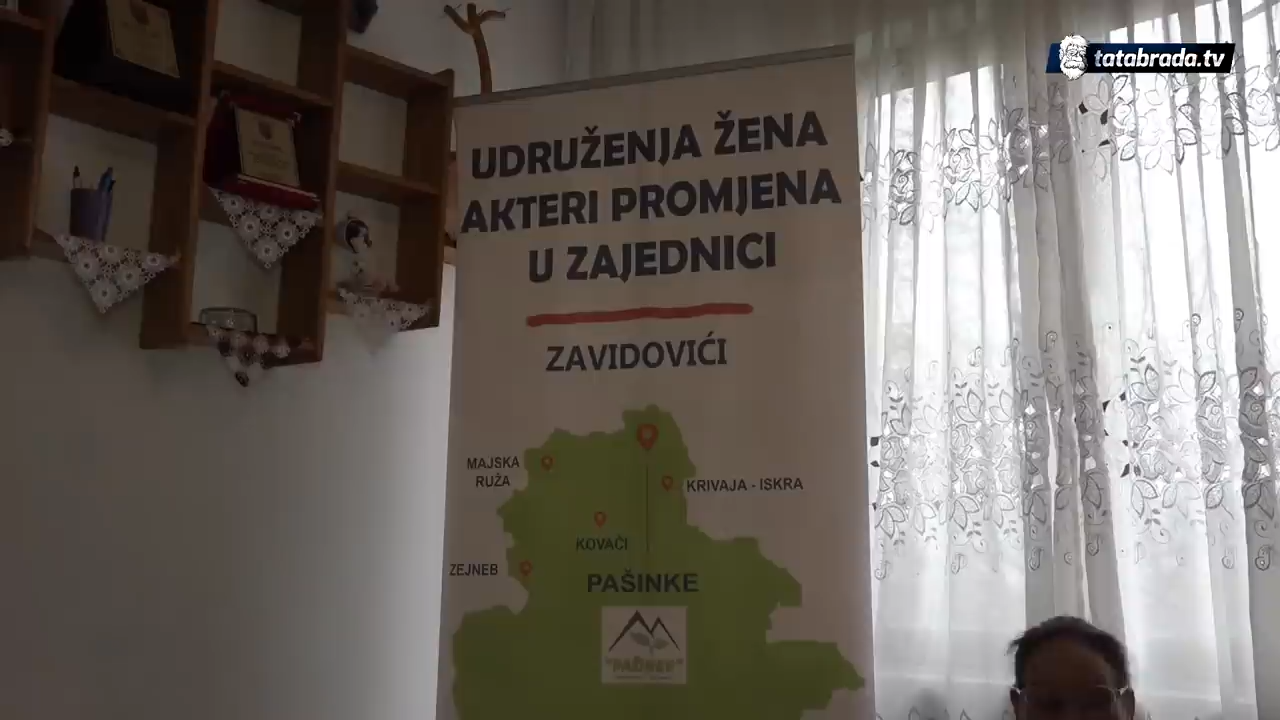 tatabrada.tv
UDRUŽENJA ŽENA
AKTERI PROMJENA
U ZAJEDNICI
ZAVIDOVIĆI
MAJSKA
RUŽA
KRIVAJA - ISKRA
KOVAČI
ZEJNEB
PAŠINKE